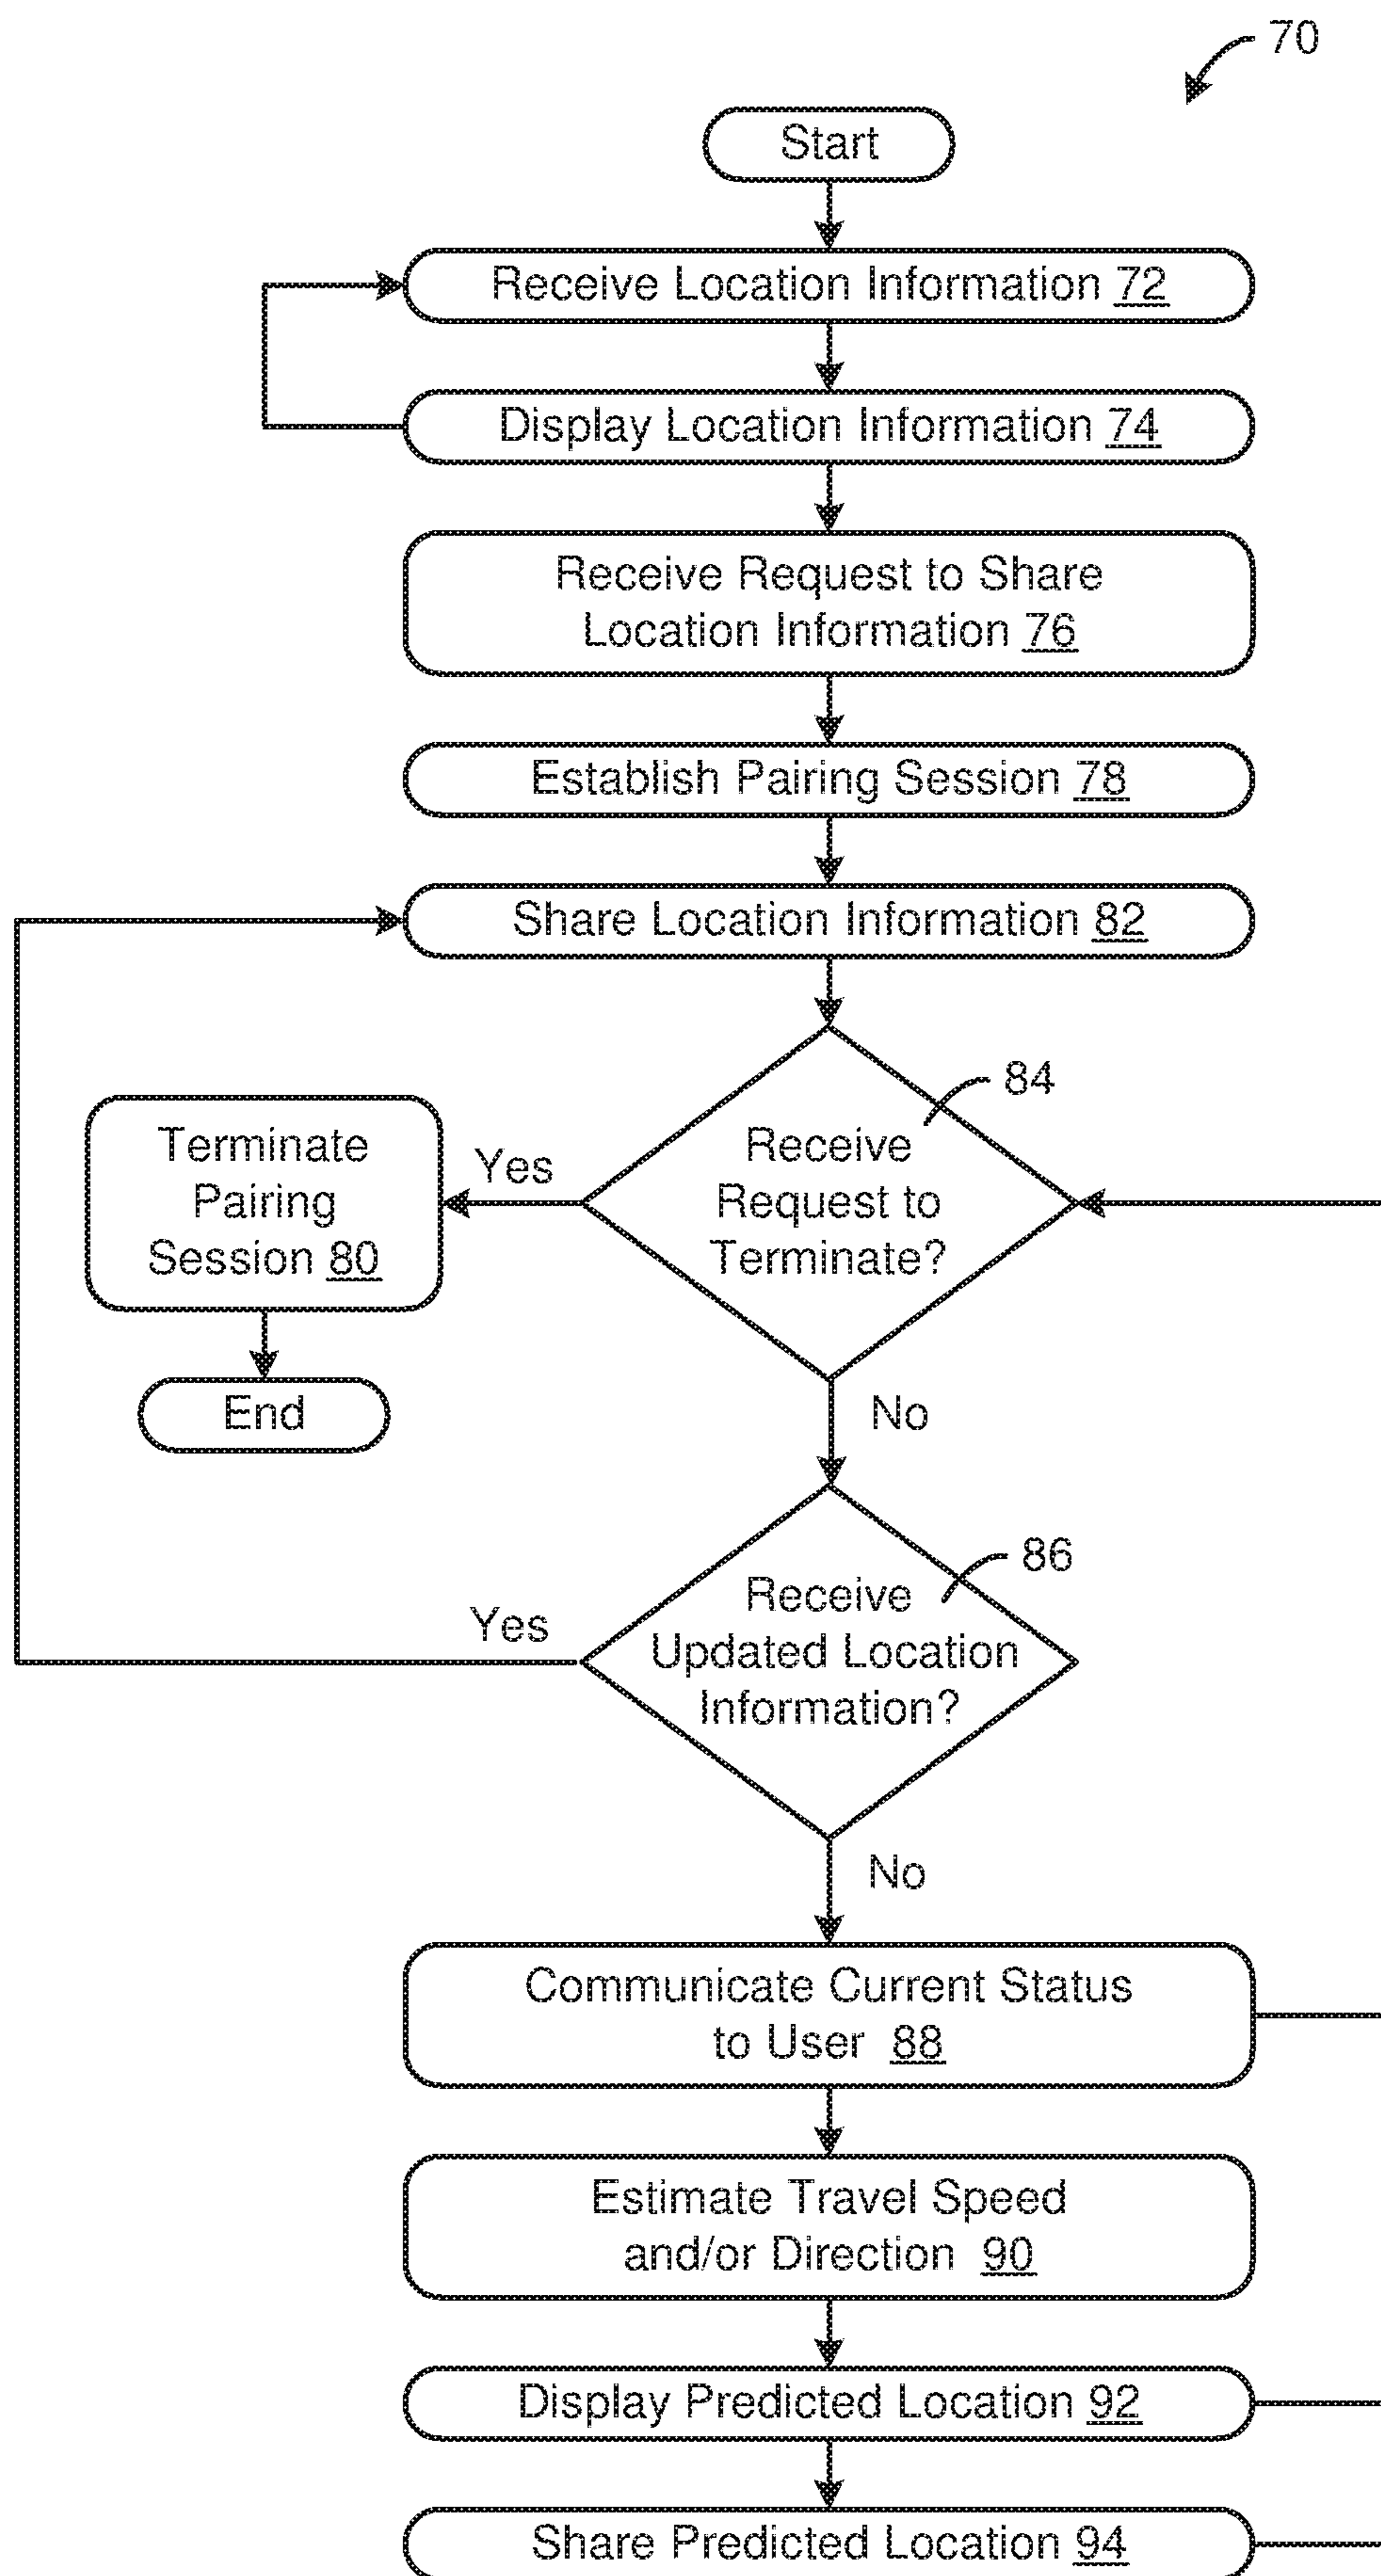 70
Start
Receive Location Information 72
Display Location Information 74
Receive Request to Share
Location Information 76
Establish Pairing Session 78
Share Location Information 82
84
Receive
Request to
Terminate?
Yes
Terminate
Pairing
Session 80
End
No
86
Receive
Updated Location
Information?
Yes
No
Communicate Current Status
to User 88
Estimate Travel Speed
and/or Direction 90
Display Predicted Location 92
Share Predicted Location 94